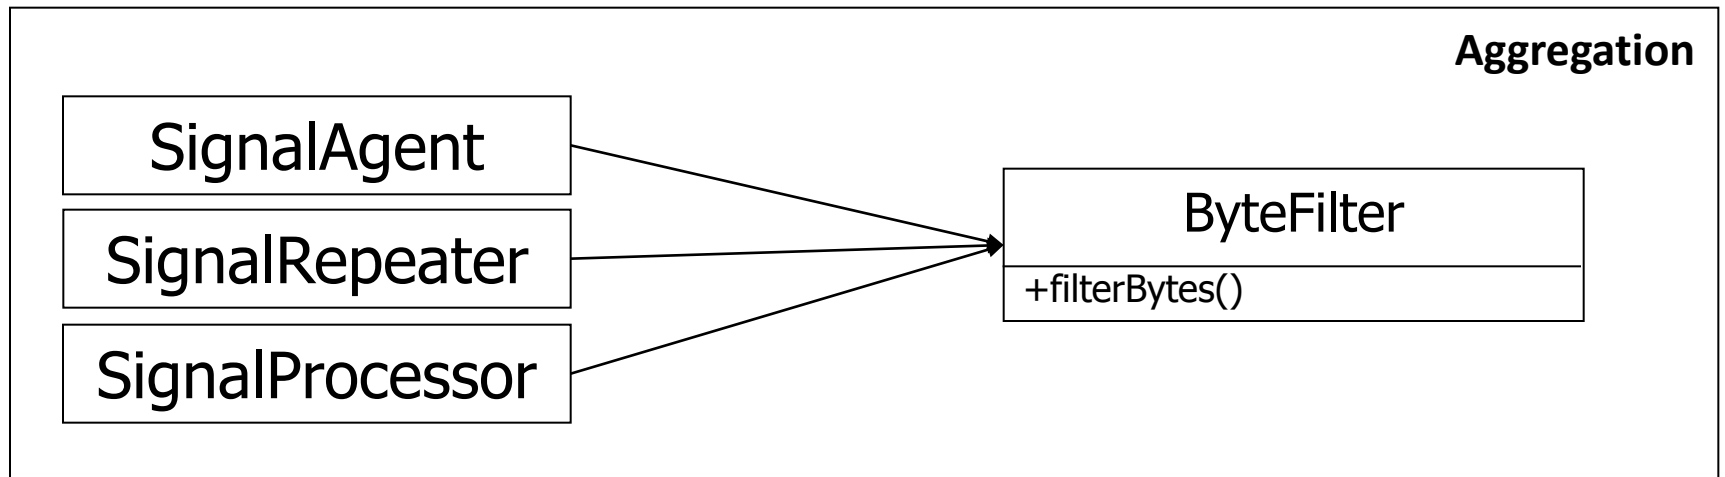 Aggregation
SignalAgent
SignalRepeater
SignalProcessor
ByteFilter
+filterBytes()